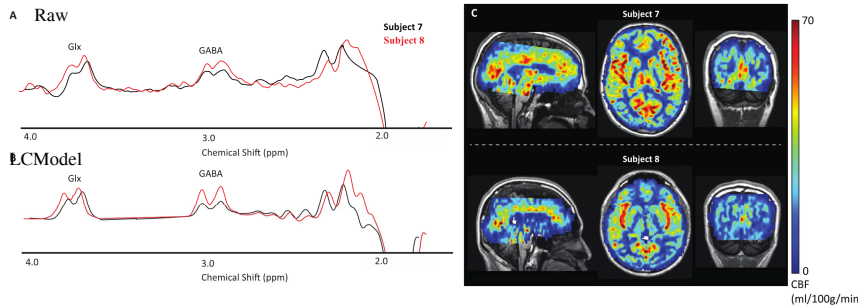 A Raw
Subject 7
Subject 8
Glx
GABA
4.0 3.0 2.0
Chemical Shift (ppm)
B LCModel
Glx
GABA
4.0 3.0 2.0
Chemical Shift (ppm)
C
Subject 7
Subject 8
70
0
CBF
(ml/100g/min